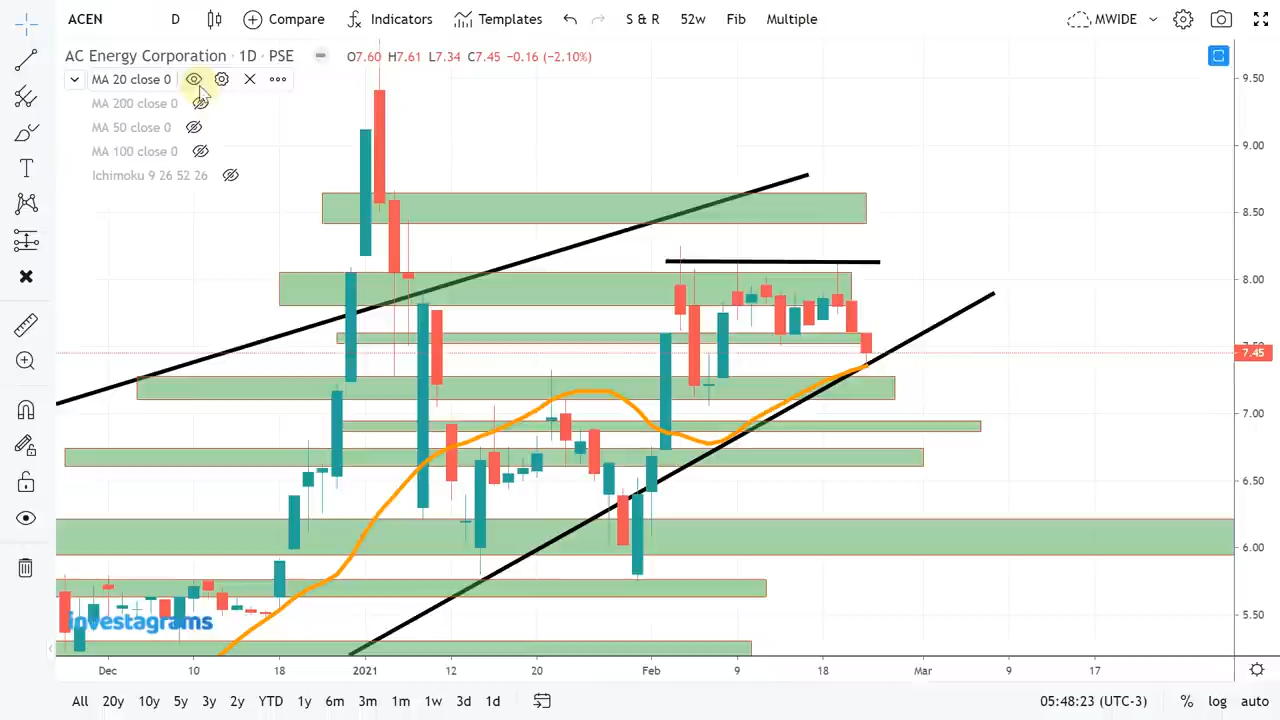 ACEN D Compare Indicators Templates S & R 52w Fib Multiple MWIDE
AC Energy Corporation · 1D · PSE O7.60 H7.61 L7.34 C7.45 −0.16 (−2.10%)
MA 20 close 0
MA 200 close 0
MA 50 close 0
MA 100 close 0
Ichimoku 9 26 52 26
9.50
9.00
8.50
8.00
7.45
7.00
6.50
6.00
5.50
investagrams
Dec 10 18 2021 12 20 Feb 9 18 Mar 9 17
All 20y 10y 5y 3y 2y YTD 1y 6m 3m 1m 1w 3d 1d 05:48:23 (UTC-3) % log auto